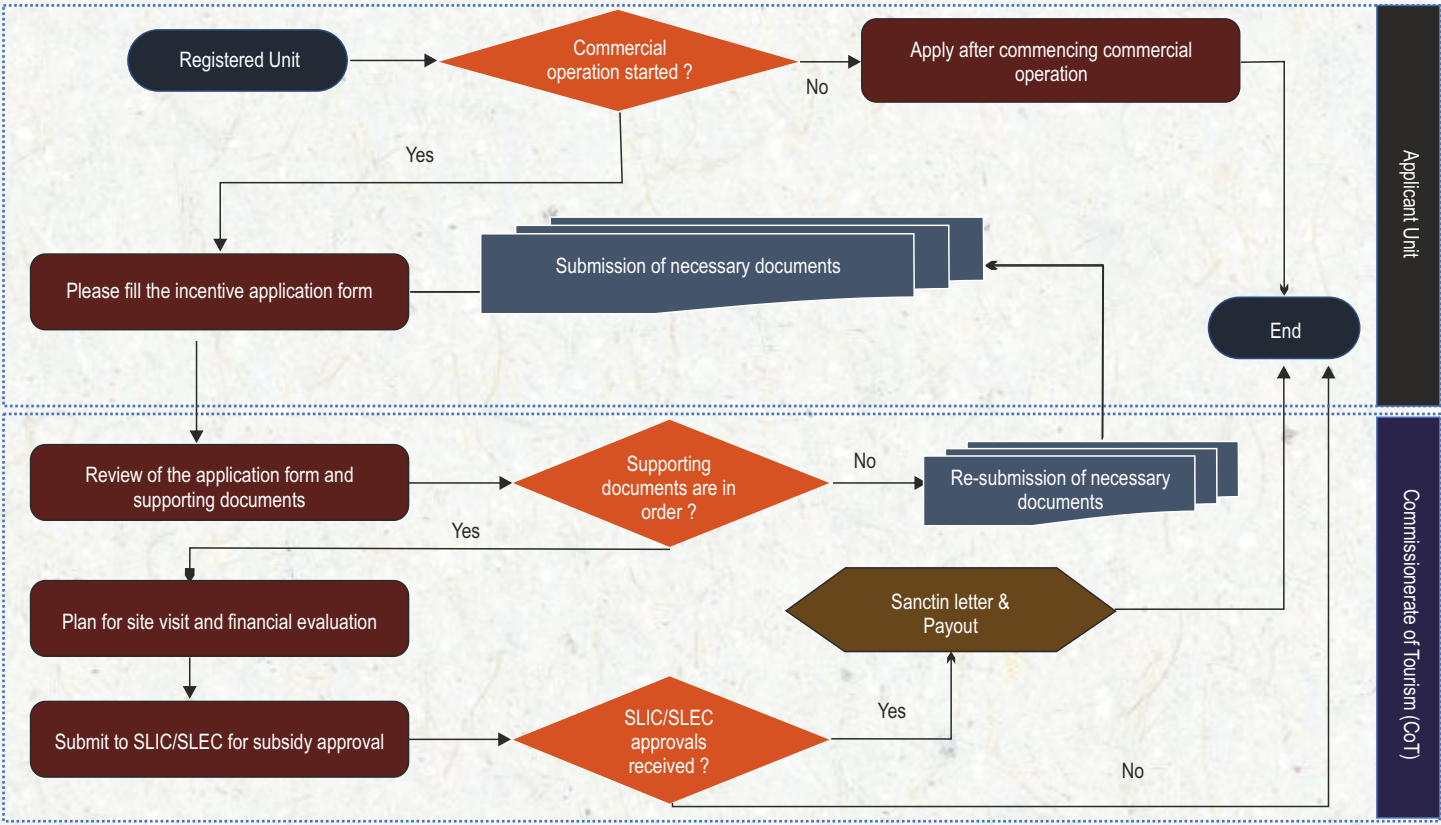 Registered Unit
Commercial
operation started ?
No
Apply after commencing commercial
operation
Yes
Applicant Unit
Submission of necessary documents
Please fill the incentive application form
End
Review of the application form and
supporting documents
Supporting
documents are in
order ?
No
Re-submission of necessary
documents
Yes
Commissionerate of Tourism (CoT)
Plan for site visit and financial evaluation
Sanctin letter &
Payout
Submit to SLIC/SLEC for subsidy approval
SLIC/SLEC
approvals
received ?
Yes
No